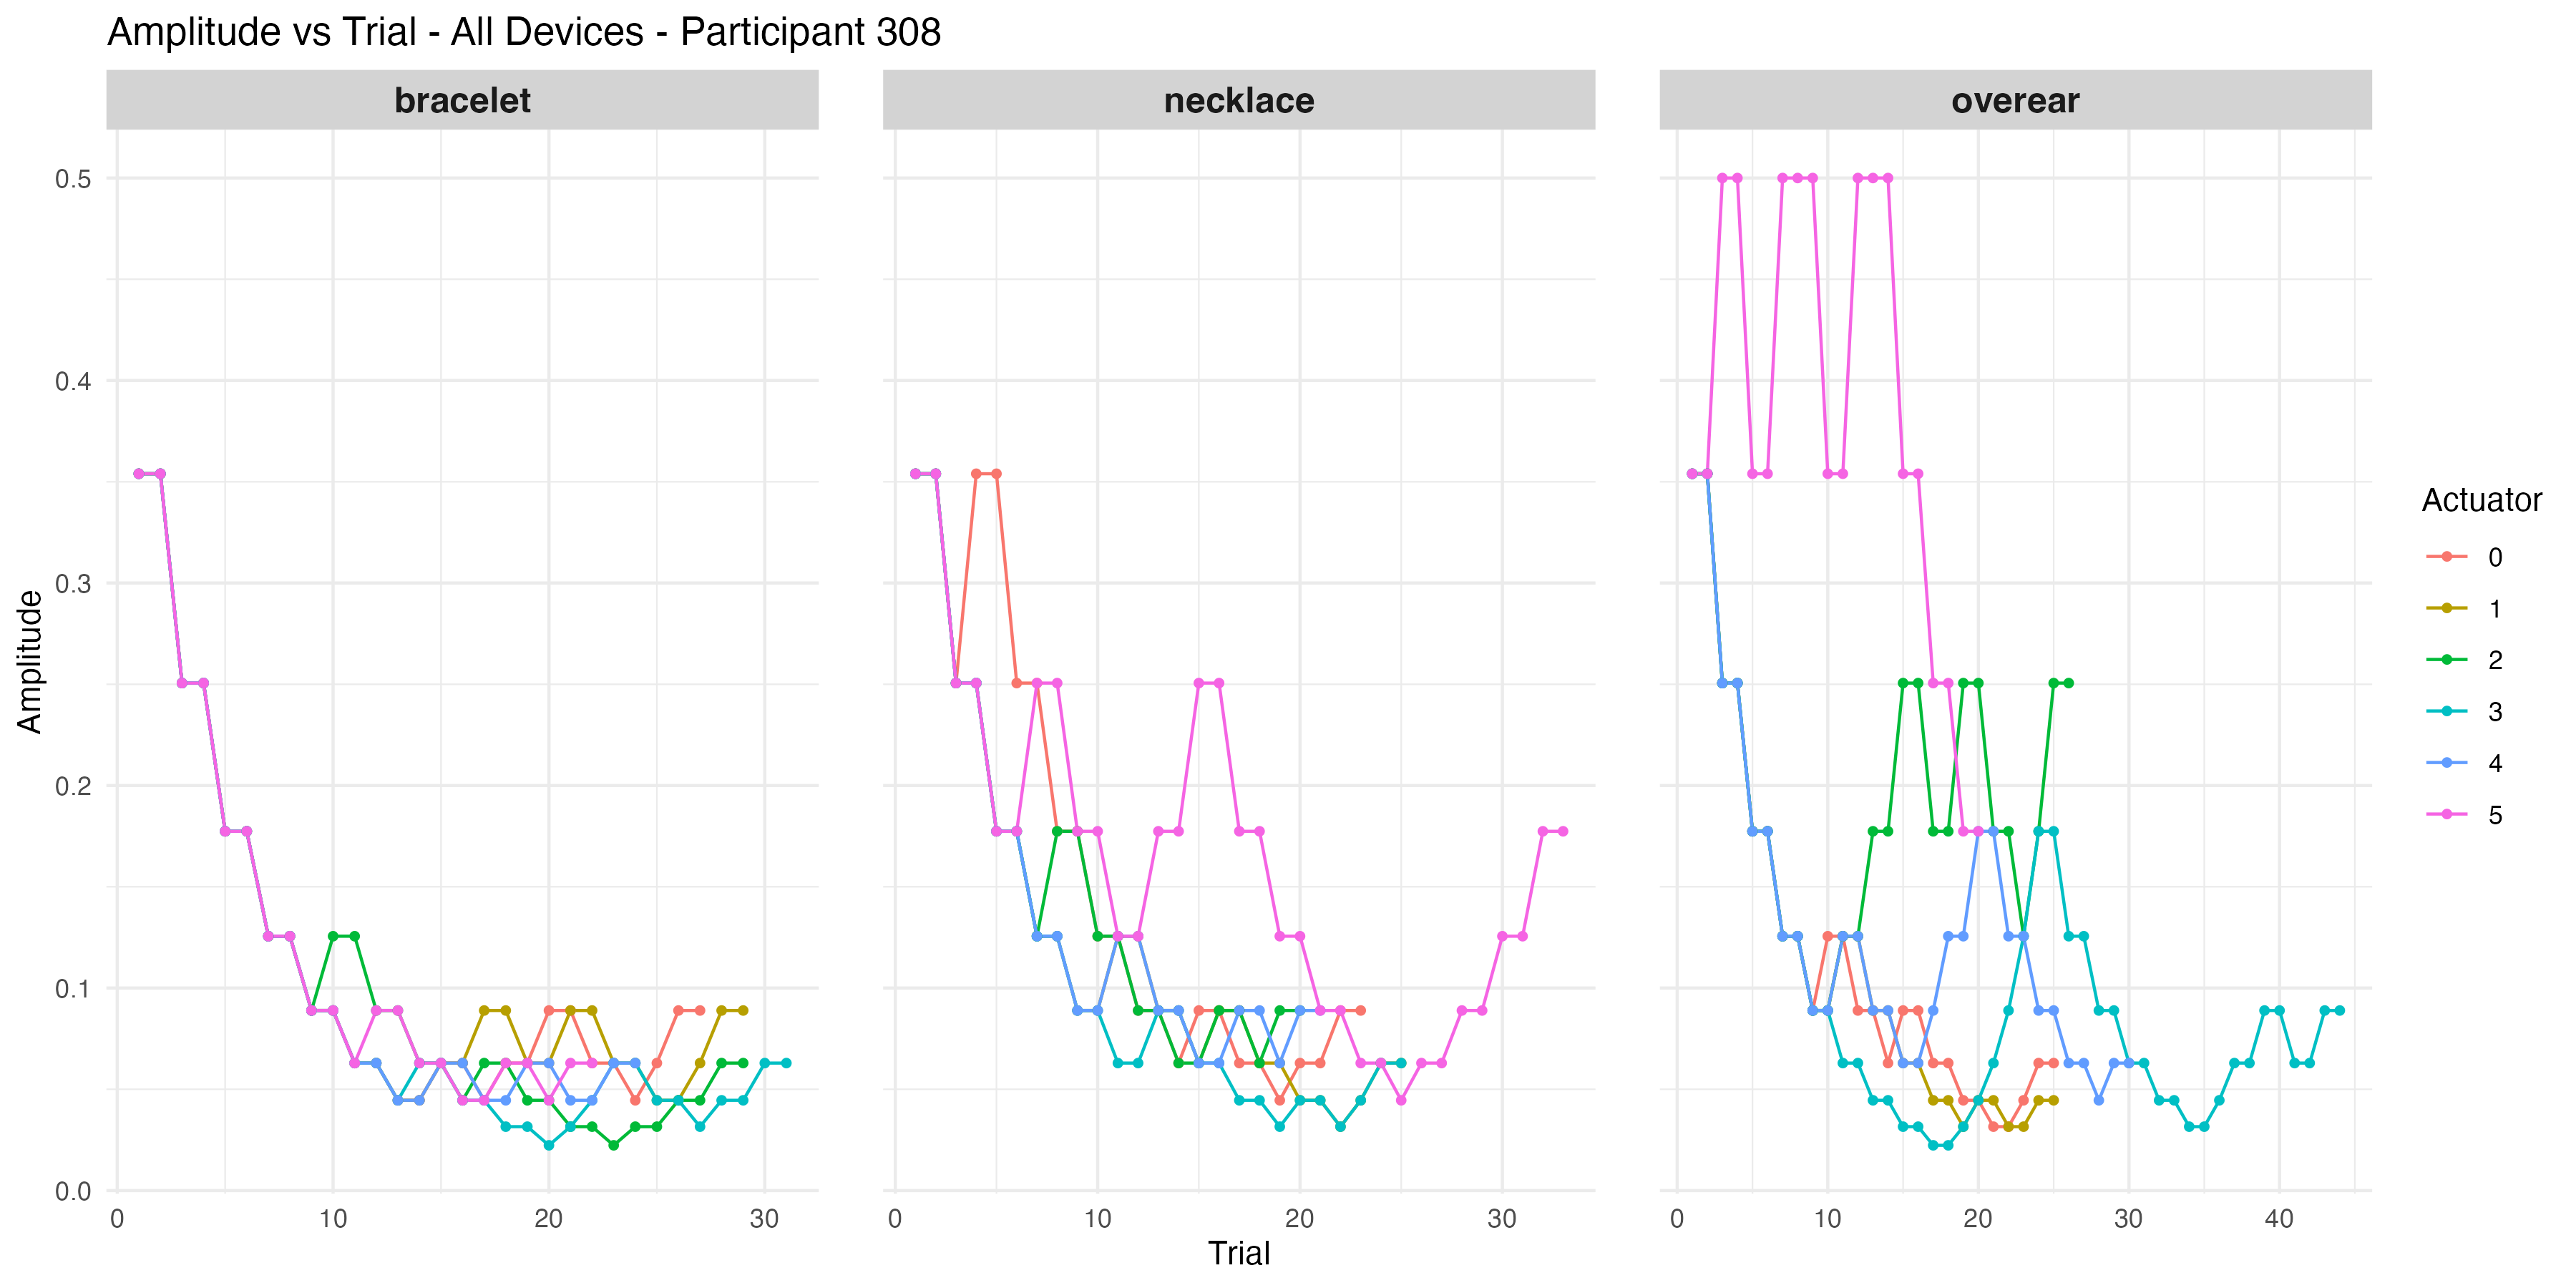 Amplitude vs Trial - All Devices - Participant 308
bracelet necklace overear
0.5
0.4
0.3
0.2
0.1
0.0
Amplitude
0 10 20 30 0 10 20 30 0 10 20 30 40
Trial
Actuator
0
1
2
3
4
5